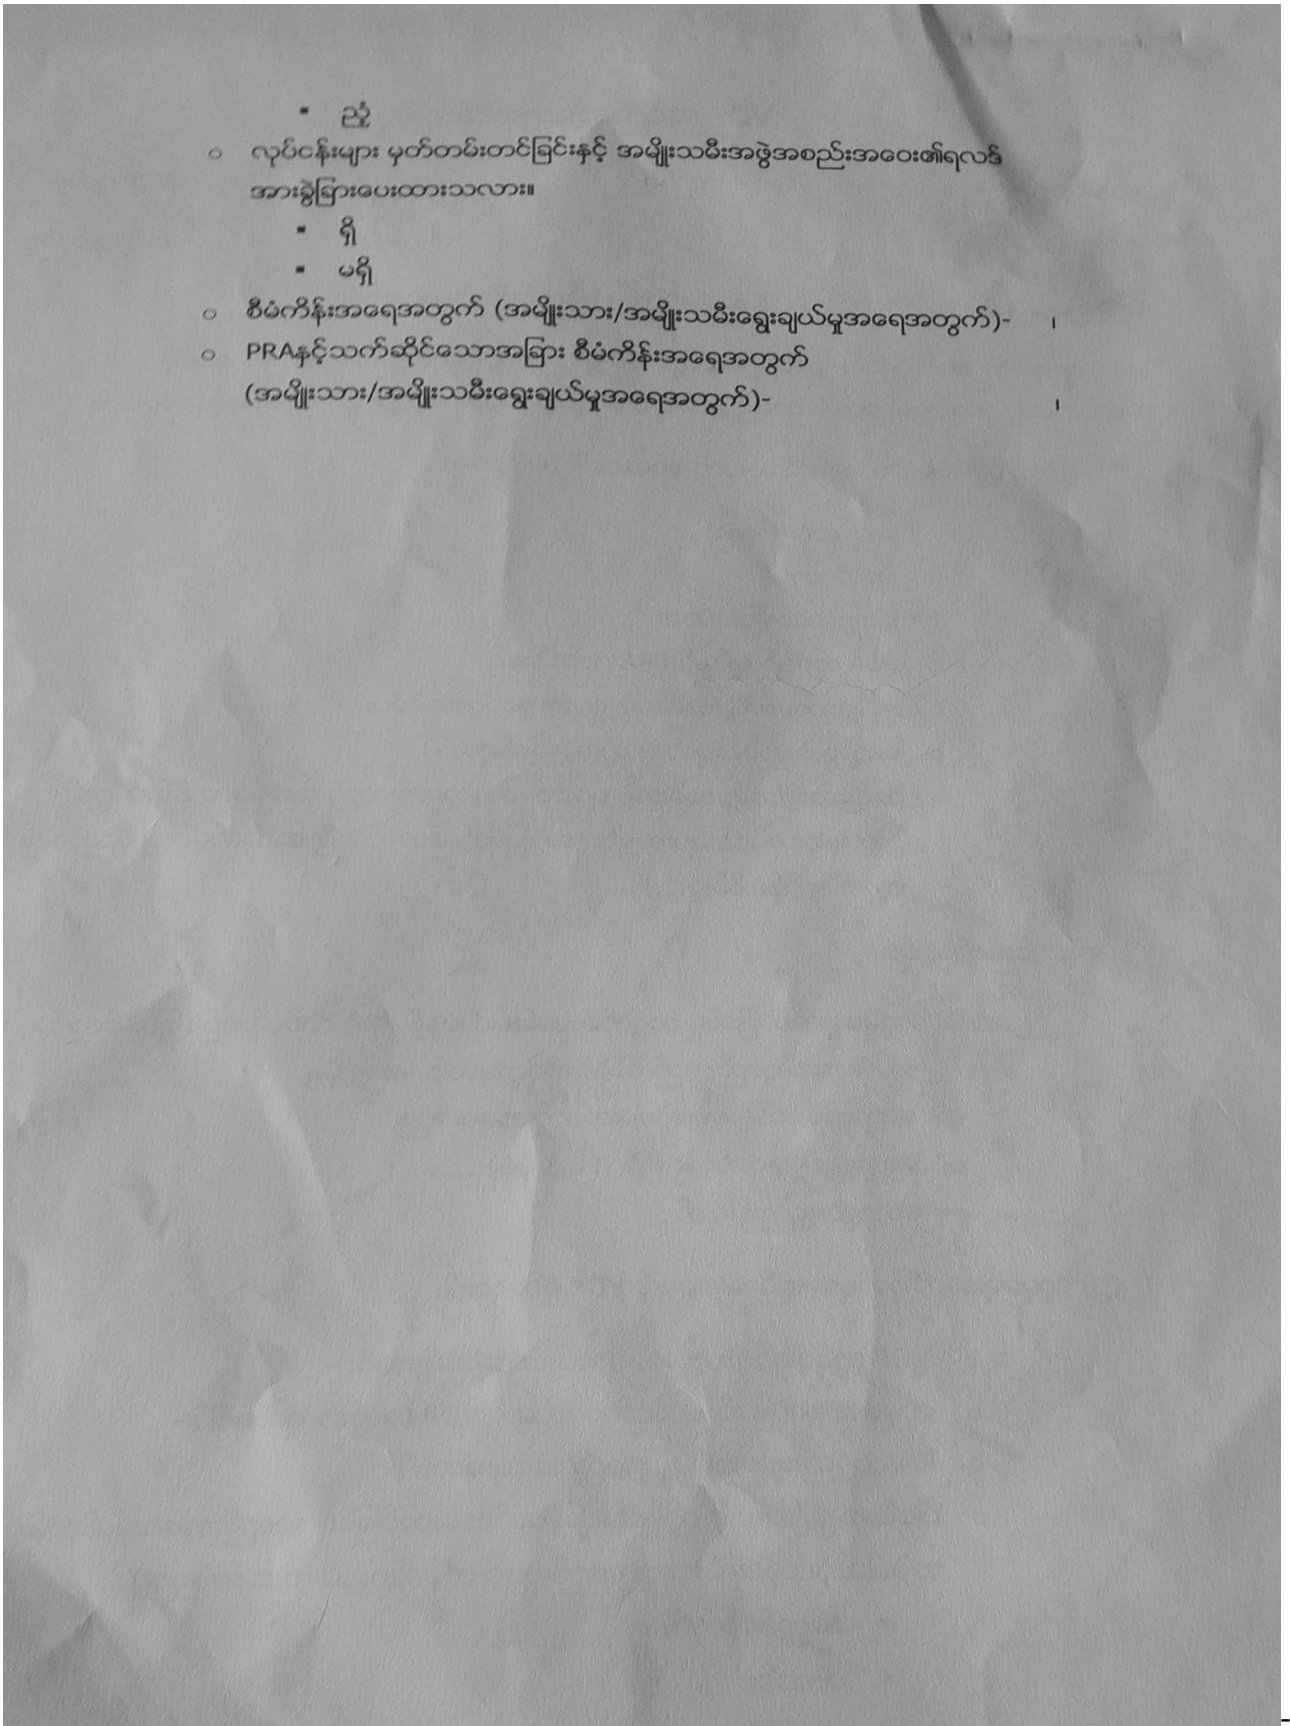 ▪ ညံ့
○ လုပ်ငန်းများ မှတ်တမ်းတင်ခြင်းနှင့် အမျိုးသမီးအဖွဲ့အစည်းအဝေး၏ရလဒ်
အားခွဲခြားပေးထားသလား။
▪ ရှိ
▪ မရှိ
○ စီမံကိန်းအရေအတွက် (အမျိုးသား/အမျိုးသမီးရွေးချယ်မှုအရေအတွက်)- ၊
○ PRAနှင့်သက်ဆိုင်သောအခြား စီမံကိန်းအရေအတွက်
(အမျိုးသား/အမျိုးသမီးရွေးချယ်မှုအရေအတွက်)- ၊